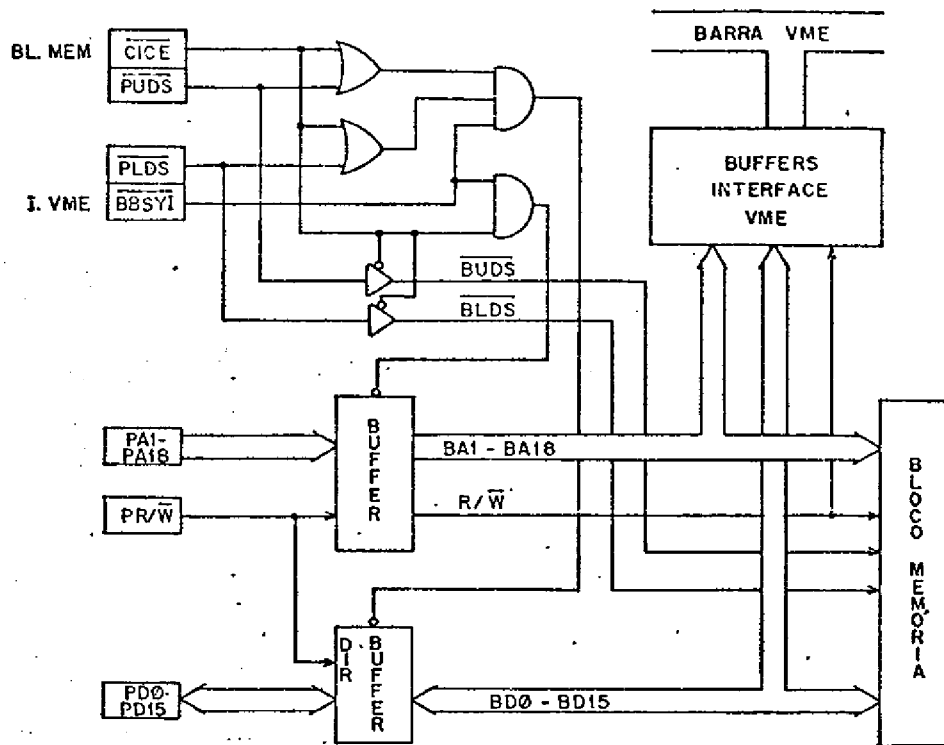 BL. MEM
CICE
PUDS
PLDS
I. VME
BBSYI
BARRA VME
BUFFERS
INTERFACE
VME
BUDS
BLDS
PA1-
PA18
BUFFER
BA1 - BA18
PR/W
R/W
BLOCO MEMÓRIA
DIR
BUFFER
PD0-
PD15
BD0 - BD15